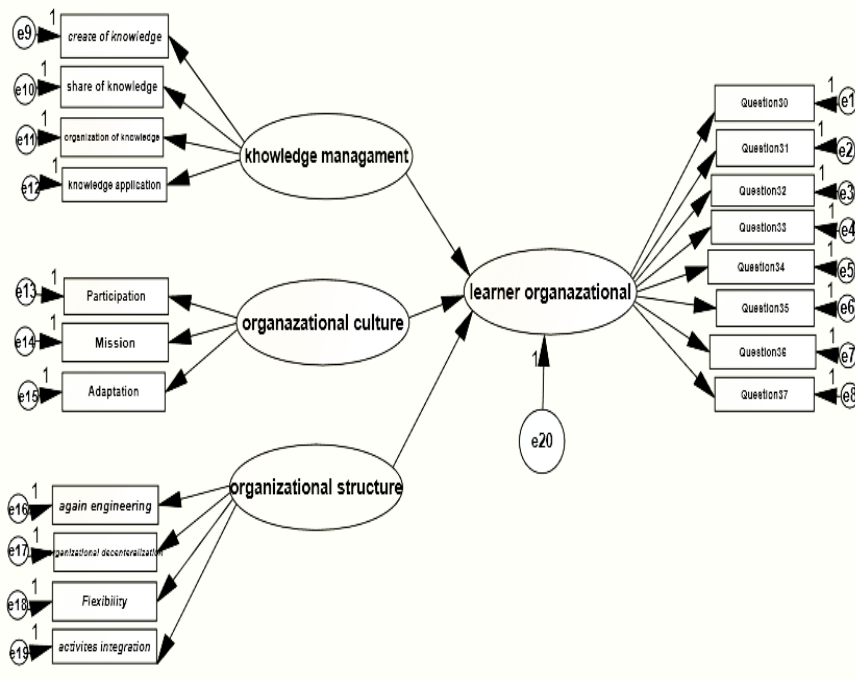 e9
1
create of knowledge
e10
1
share of knowledge
e11
1
organization of knowledge
e12
1
knowledge application
khowledge managament
e13
1
Participation
e14
1
Mission
e15
1
Adaptation
organazational culture
e16
1
again engineering
e17
1
ganizational decenteralization
e18
1
Flexibility
e19
1
activites integration
organizational structure
learner organazational
1
e20
Question30
1
e1
Question31
1
e2
Question32
1
e3
Question33
1
e4
Question34
1
e5
Question35
1
e6
Question36
1
e7
Question37
1
e8